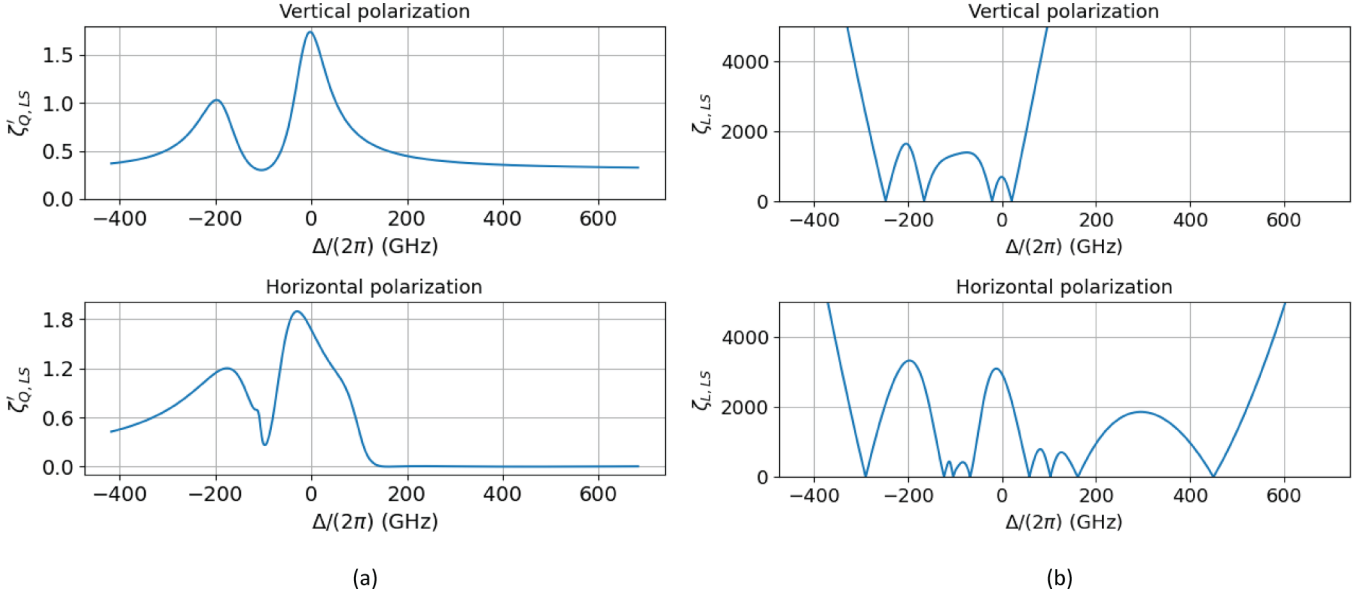 Vertical polarization
ζ′Q, LS
1.5
1.0
0.5
0.0
−400 −200 0 200 400 600
Δ/(2π) (GHz)
Horizontal polarization
ζ′Q, LS
1.8
1.2
0.6
0.0
−400 −200 0 200 400 600
Δ/(2π) (GHz)
(a)
Vertical polarization
ζL, LS
4000
2000
0
−400 −200 0 200 400 600
Δ/(2π) (GHz)
Horizontal polarization
ζL, LS
4000
2000
0
−400 −200 0 200 400 600
Δ/(2π) (GHz)
(b)